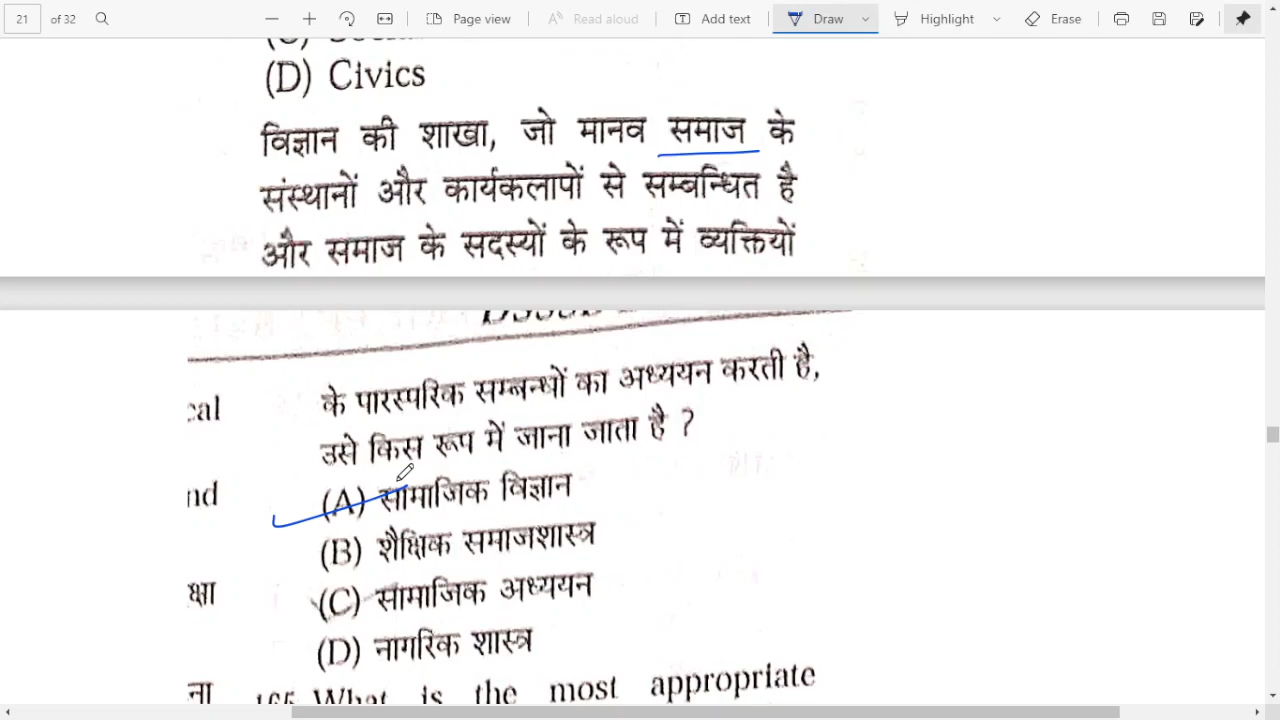 21 of 32 Page view Read aloud Add text Draw Highlight Erase
(D) Civics
विज्ञान की शाखा, जो मानव समाज के
संस्थानों और कार्यकलापों से सम्बन्धित है
और समाज के सदस्यों के रूप में व्यक्तियों
के पारस्परिक सम्बन्धों का अध्ययन करती है,
उसे किस रूप में जाना जाता है ?
(A) सामाजिक विज्ञान
nd
(B) शैक्षिक समाजशास्त्र
क्षा
(C) सामाजिक अध्ययन
(D) नागरिक शास्त्र
ना
165. What is the most appropriate